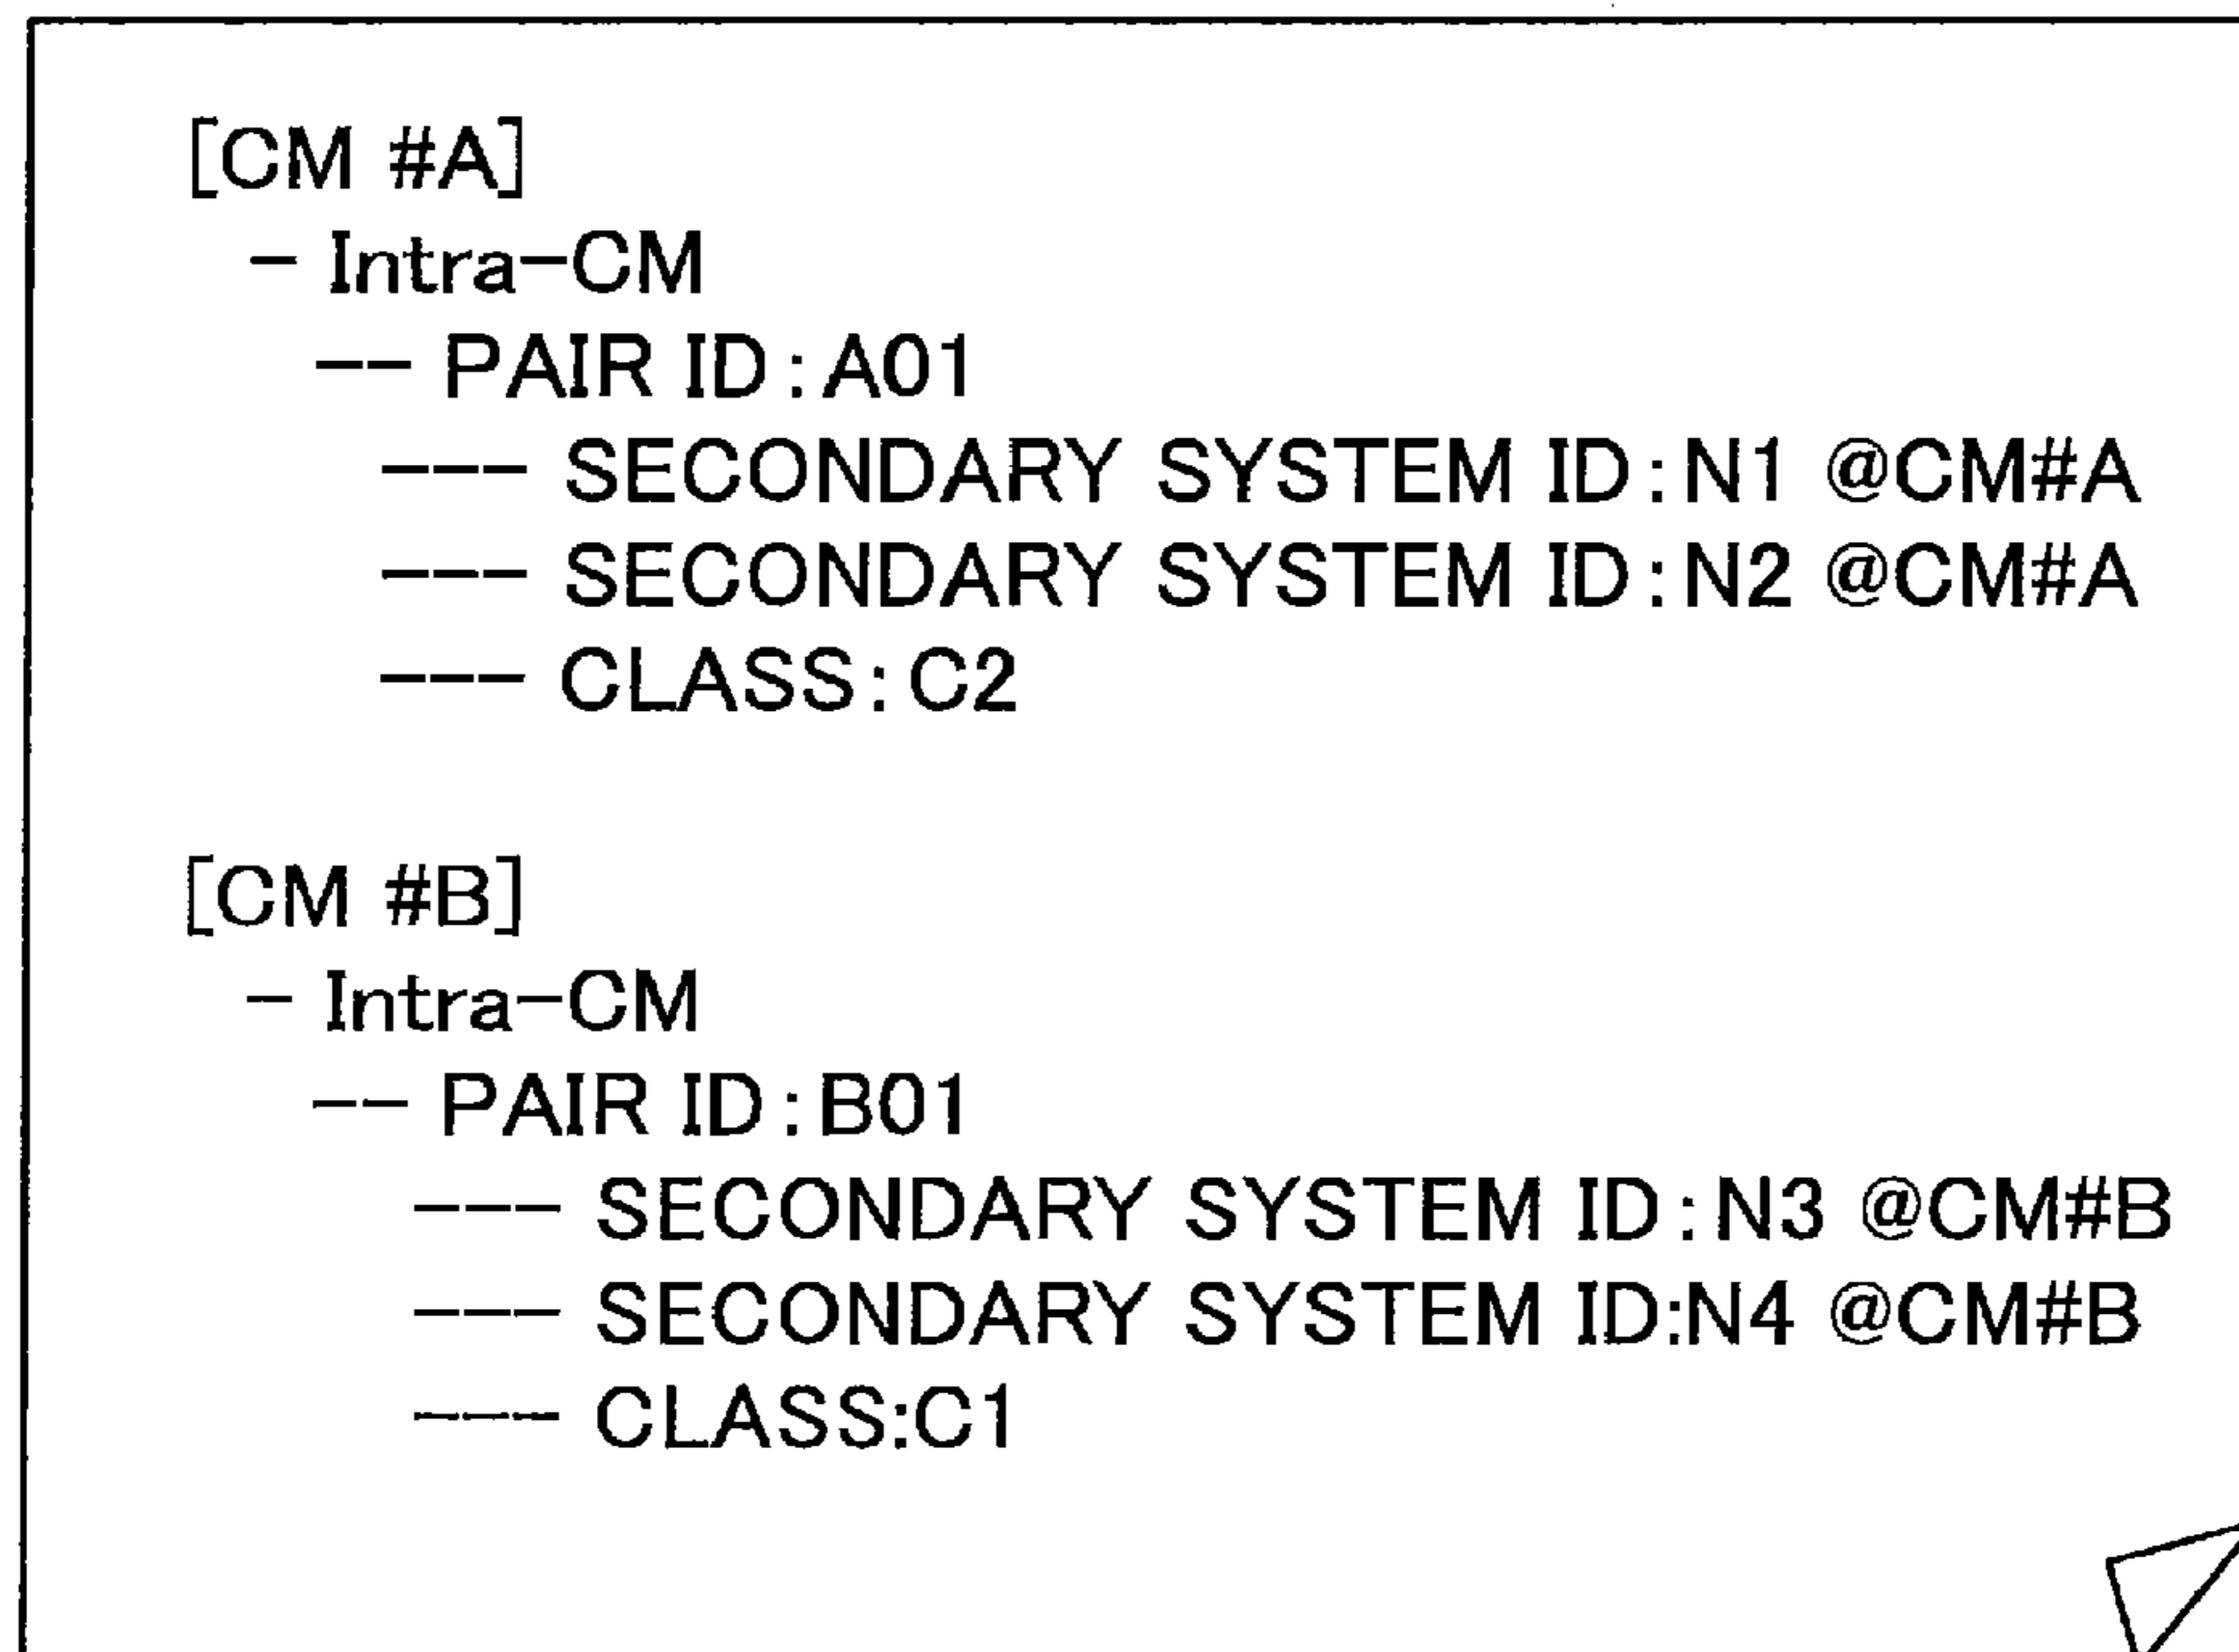 [CM #A]
- Intra-CM
-- PAIR ID:A01
--- SECONDARY SYSTEM ID:N1 @CM#A
--- SECONDARY SYSTEM ID:N2 @CM#A
--- CLASS:C2
[CM #B]
- Intra-CM
-- PAIR ID:B01
--- SECONDARY SYSTEM ID:N3 @CM#B
--- SECONDARY SYSTEM ID:N4 @CM#B
--- CLASS:C1